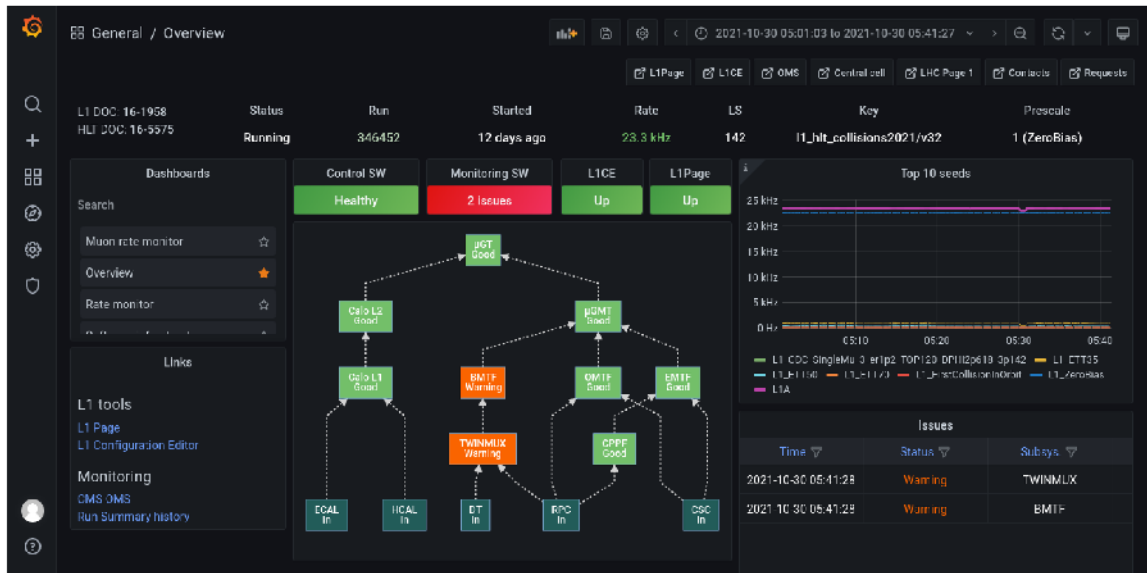 General / Overview
2021-10-30 05:01:03 to 2021-10-30 05:41:27
L1Page L1CE OMS Central cell LHC Page 1 Contacts Requests
L1 DOC: 16-1958
HLT DOC: 16-5575
Status Run Started Rate LS Key Prescale
Running 346452 12 days ago 23.3 kHz 142 l1_hlt_collisions2021/v32 1 (ZeroBias)
Dashboards
Search
Muon rate monitor
Overview
Rate monitor
Links
L1 tools
L1 Page
L1 Configuration Editor
Monitoring
CMS OMS
Run Summary history
Control SW
Healthy
Monitoring SW
2 Issues
L1CE
Up
L1Page
Up
µGT
Good
Calo L2
Good
µGMT
Good
Calo L1
Good
BMTF
Warning
OMTF
Good
EMTF
Good
TWINMUX
Warning
CPPF
Good
ECAL
In
HCAL
In
DT
In
RPC
In
CSC
In
Top 10 seeds
25 kHz
20 kHz
15 kHz
10 kHz
5 kHz
0 Hz
05:10 05:20 05:30 05:40
L1_ETT35
L1_ETT50 L1_ETT70 L1_FirstCollisionInOrbit L1_ZeroBias
L1A
Issues
Time Status Subsys.
2021-10-30 05:41:28 Warning TWINMUX
2021-10-30 05:41:28 Warning BMTF